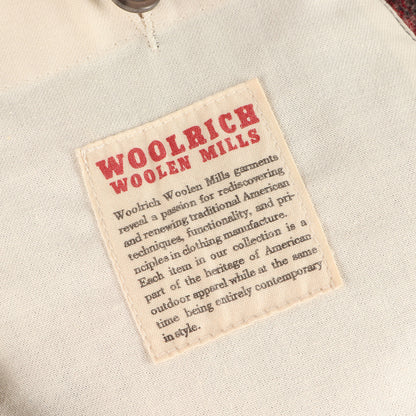 WOOLRICH
WOOLEN MILLS
Woolrich Woolen Mills garments
reveal a passion for rediscovering
and renewing traditional American
techniques, functionality, and pri-
nciples in clothing manufacture.
Each item in our collection is a
part of the heritage of American
outdoor apparel while at the same
time being entirely contemporary
in style.